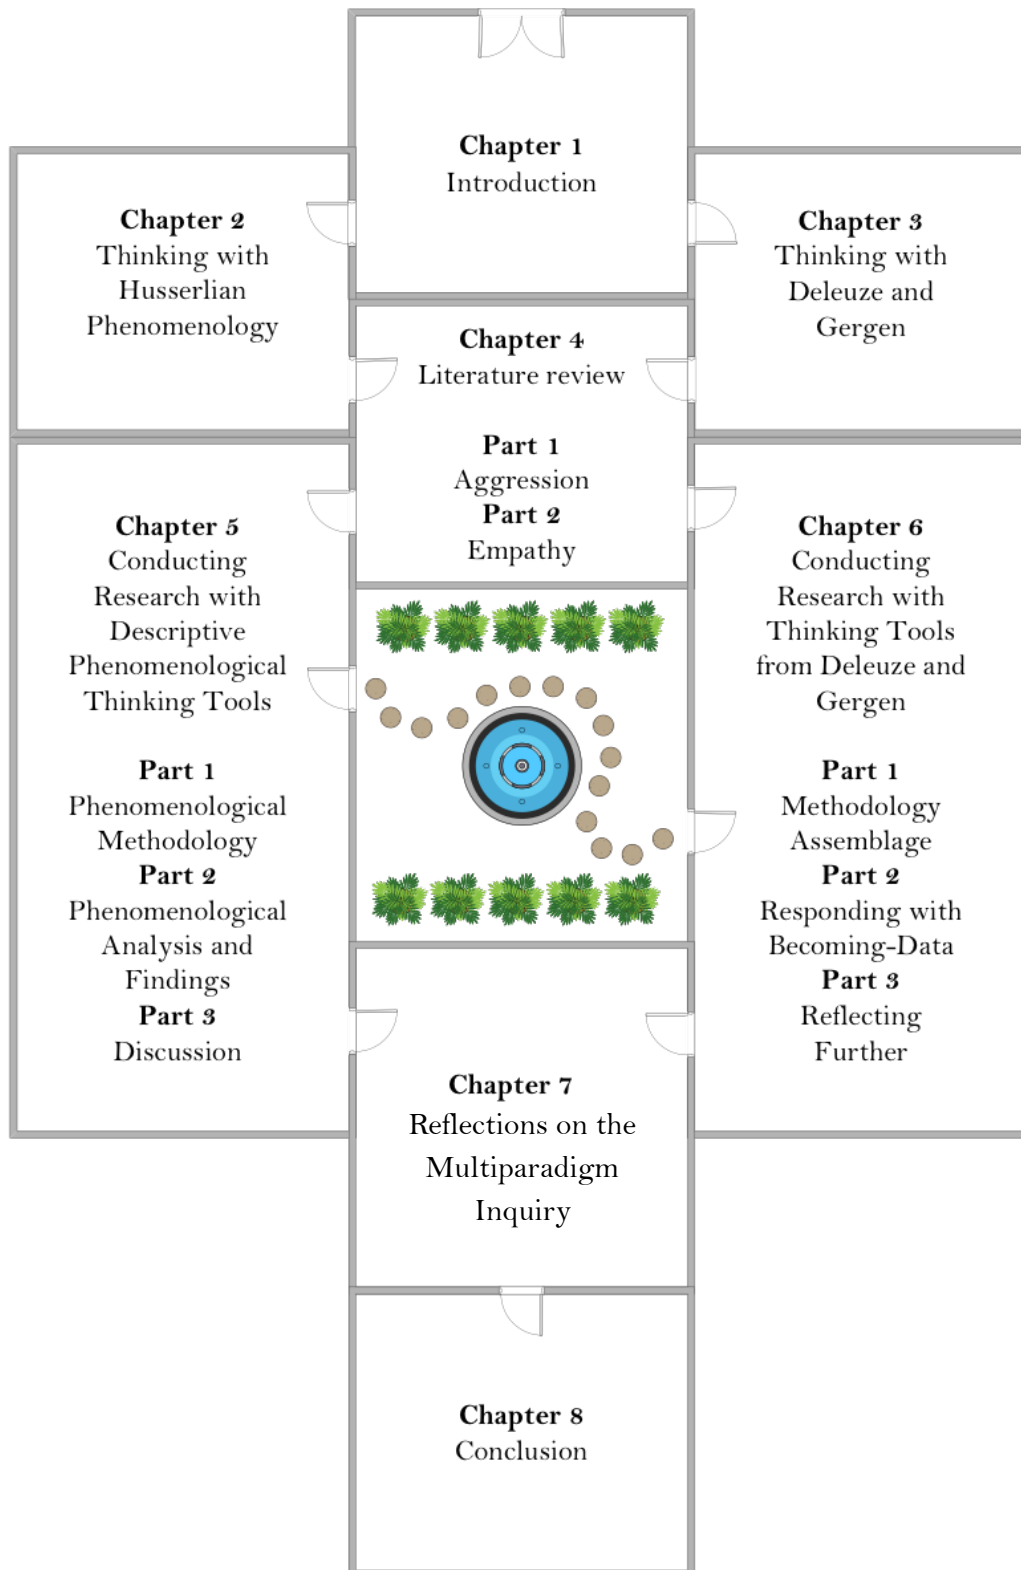 Chapter 1
Introduction
Chapter 2
Thinking with
Husserlian
Phenomenology
Chapter 3
Thinking with
Deleuze and
Gergen
Chapter 4
Literature review
Part 1
Aggression
Part 2
Empathy
Chapter 5
Conducting
Research with
Descriptive
Phenomenological
Thinking Tools
Part 1
Phenomenological
Methodology
Part 2
Phenomenological
Analysis and
Findings
Part 3
Discussion
Chapter 6
Conducting
Research with
Thinking Tools
from Deleuze and
Gergen
Part 1
Methodology
Assemblage
Part 2
Responding with
Becoming-Data
Part 3
Reflecting
Further
Chapter 7
Reflections on the
Multiparadigm
Inquiry
Chapter 8
Conclusion